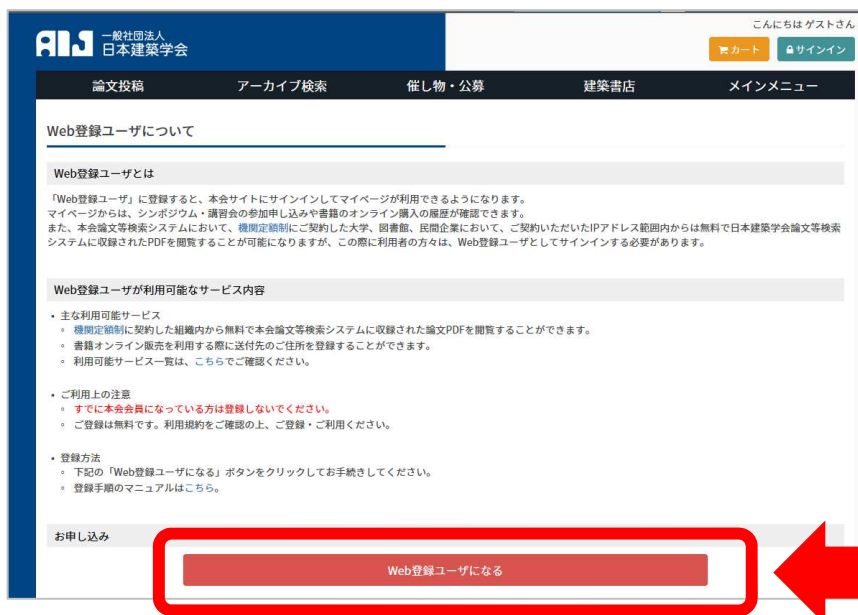 こんにちは ゲストさん
AIJ 一般社団法人
日本建築学会
カート サインイン
論文投稿 アーカイブ検索 催し物・公募 建築書店 メインメニュー
Web登録ユーザについて
Web登録ユーザとは
「Web登録ユーザ」に登録すると、本会サイトにサインインしてマイページが利用できるようになります。
マイページからは、シンポジウム・講習会の参加申し込みや書籍のオンライン購入の履歴が確認できます。
また、本会論文等検索システムにおいて、機関定額制にご契約した大学、図書館、民間企業において、ご契約いただいたIPアドレス範囲内からは無料で日本建築学会論文等検索
システムに収録されたPDFを閲覧することが可能になりますが、この際に利用者の方々は、Web登録ユーザとしてサインインする必要があります。
Web登録ユーザが利用可能なサービス内容
• 主な利用可能サービス
◦ 機関定額制に契約した組織内から無料で本会論文等検索システムに収録された論文PDFを閲覧することができます。
◦ 書籍オンライン販売を利用する際に送付先のご住所を登録することができます。
◦ 利用可能サービス一覧は、こちらでご確認ください。
• ご利用上の注意
◦ すでに本会会員になっている方は登録しないでください。
◦ ご登録は無料です。利用規約をご確認の上、ご登録・ご利用ください。
• 登録方法
◦ 下記の「Web登録ユーザになる」ボタンをクリックしてお手続きしてください。
◦ 登録手順のマニュアルはこちら。
お申し込み
Web登録ユーザになる